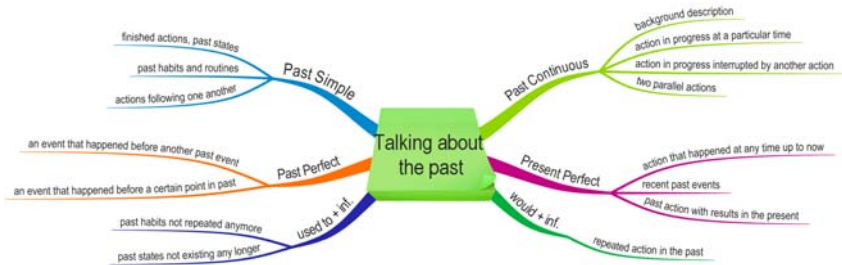 Talking about
the past
Past Simple
finished actions, past states
past habits and routines
actions following one another
Past Perfect
an event that happened before another past event
an event that happened before a certain point in past
used to + inf.
past habits not repeated anymore
past states not existing any longer
Past Continuous
background description
action in progress at a particular time
action in progress interrupted by another action
two parallel actions
Present Perfect
action that happened at any time up to now
recent past events
past action with results in the present
would + inf.
repeated action in the past